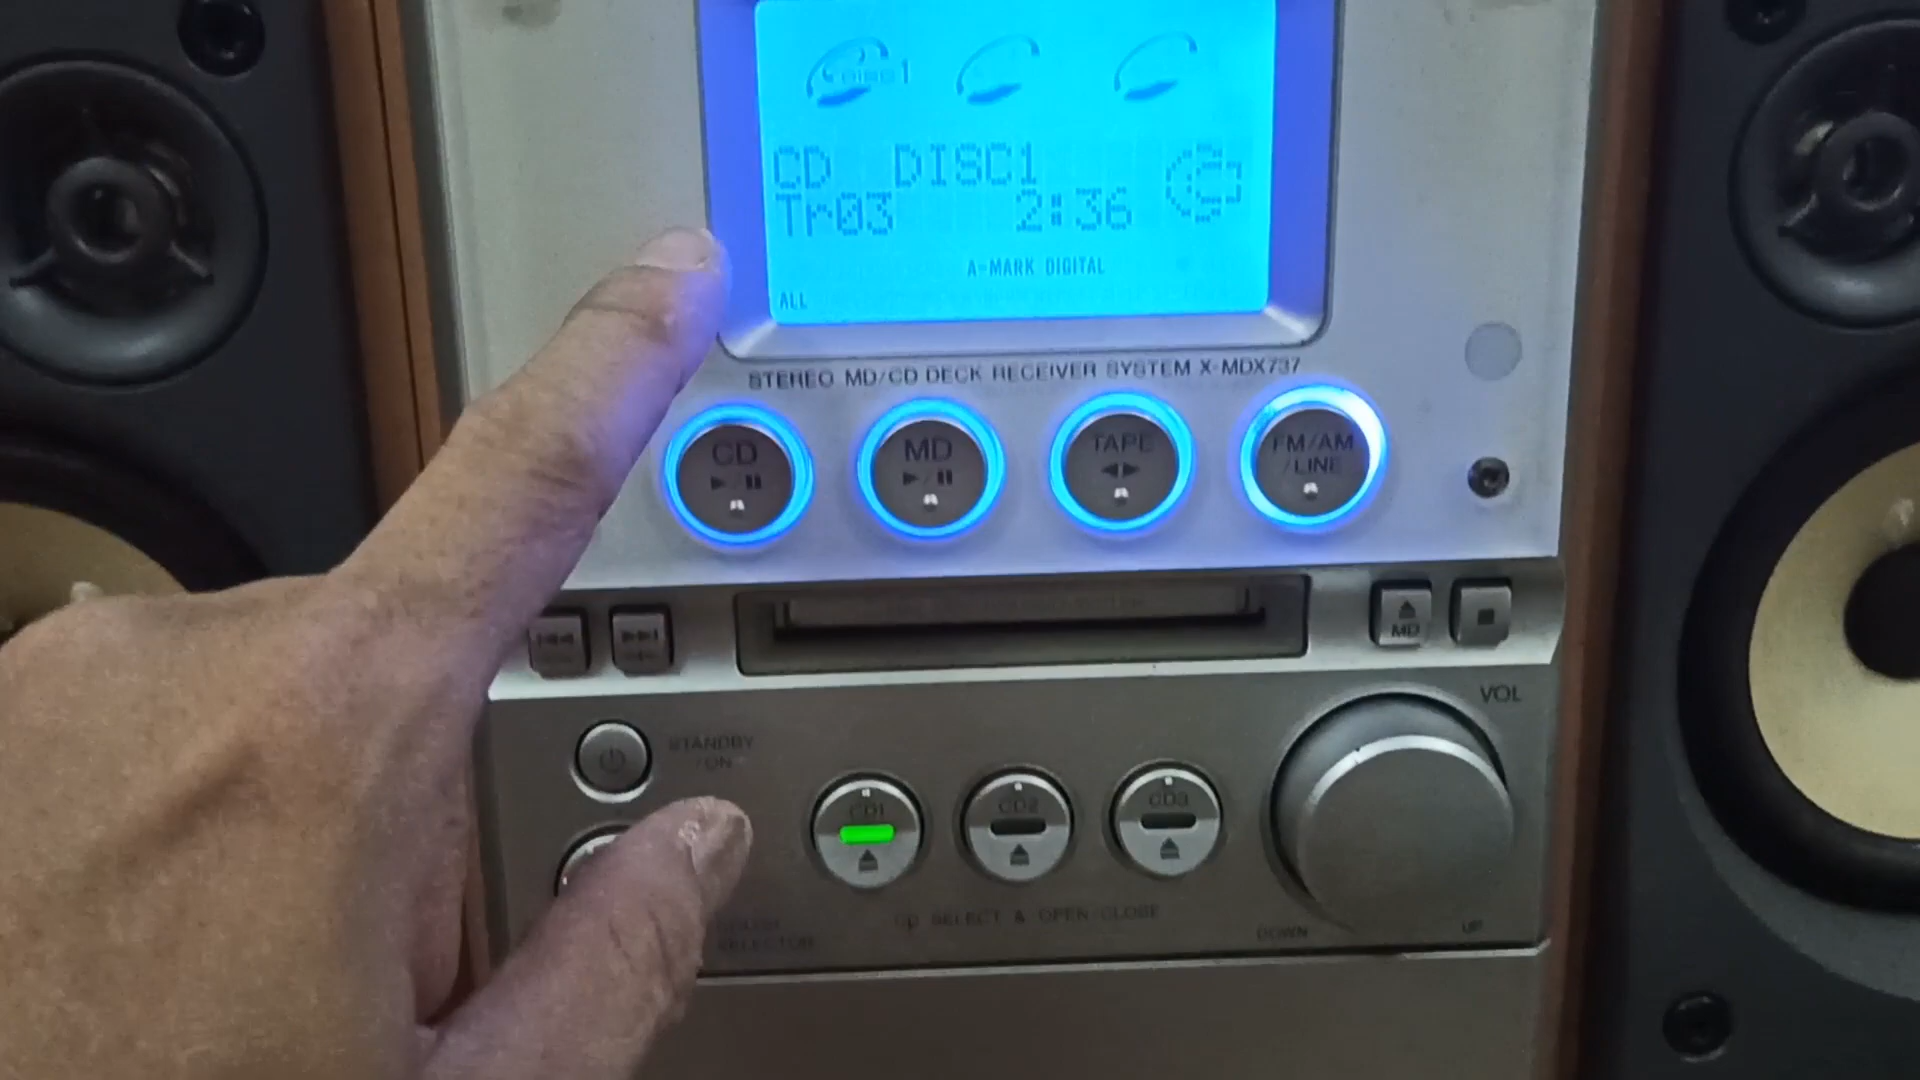 DISC1
CD DISC1
Tr03 2:36
A-MARK DIGITAL
ALL
STEREO MD/CD DECK RECEIVER SYSTEM X-MDX737
CD
MD
TAPE
FM/AM
/LINE
MD
VOL
STANDBY
/ON
CD1
CD2
CD3
CD SELECT & OPEN/CLOSE
SELECTOR
DOWN
UP